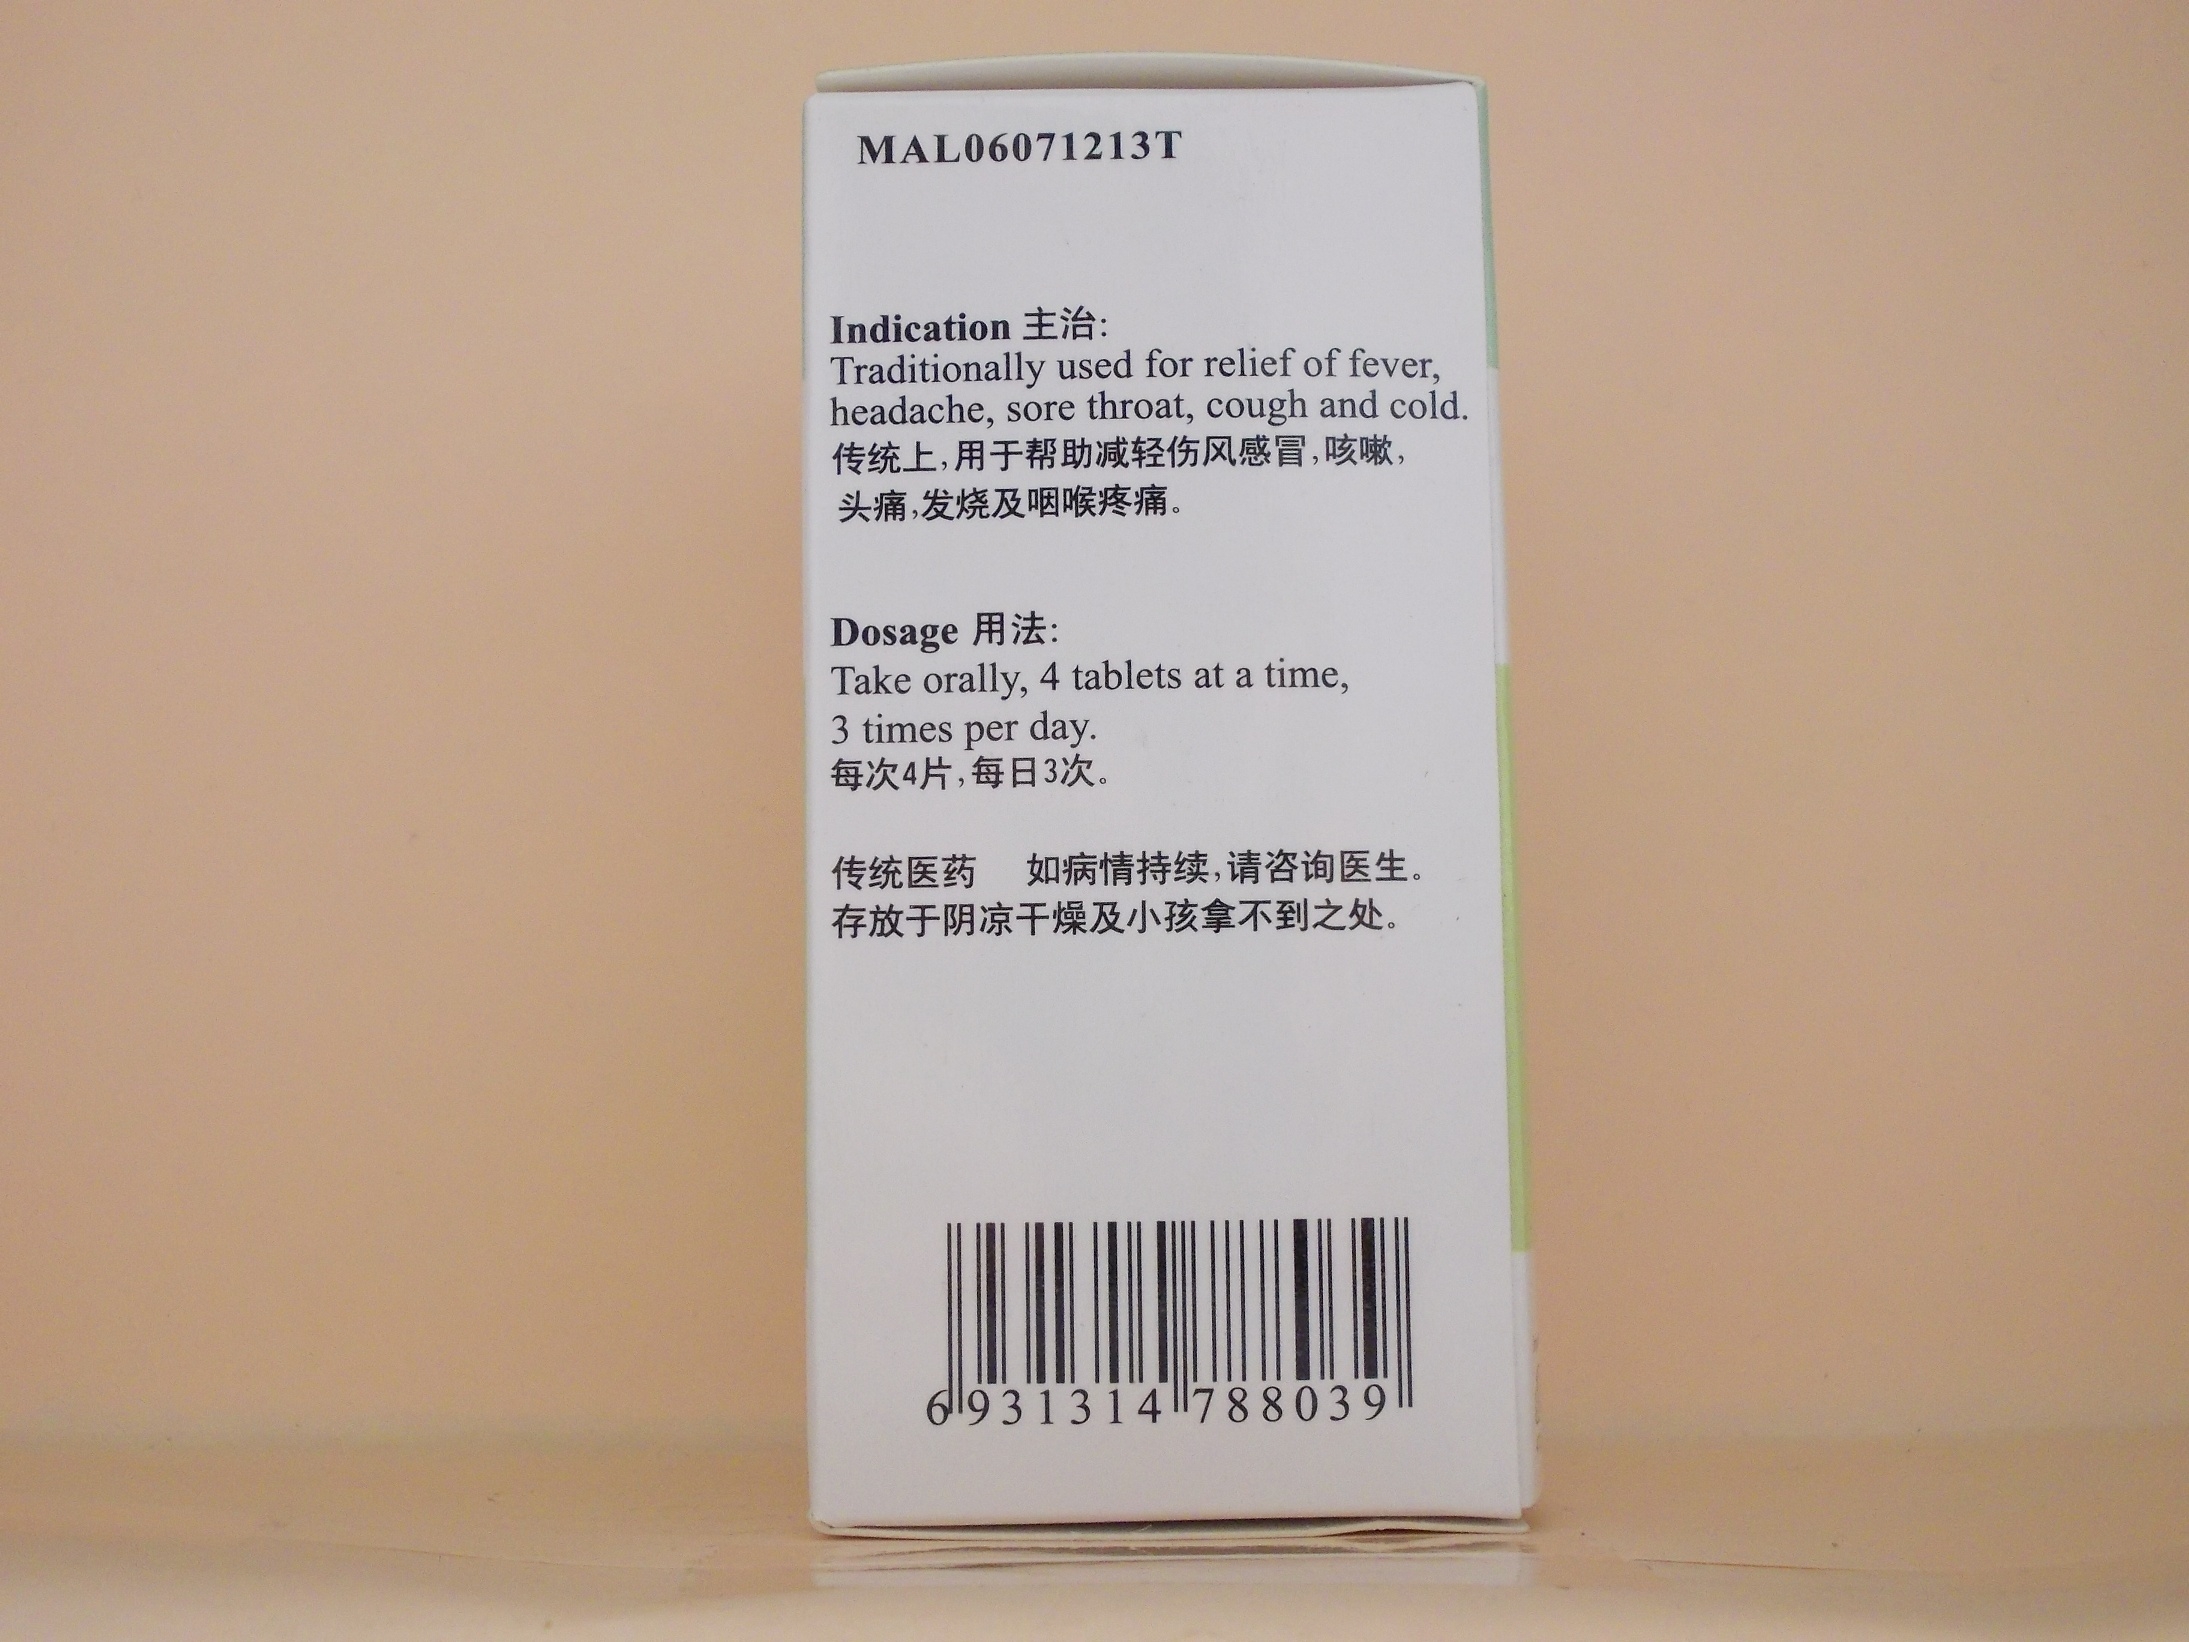 MAL06071213T
Indication 主治:
Traditionally used for relief of fever,
headache, sore throat, cough and cold.
传统上,用于帮助减轻伤风感冒,咳嗽,
头痛,发烧及咽喉疼痛。
Dosage 用法:
Take orally, 4 tablets at a time,
3 times per day.
每次4片,每日3次。
传统医药 如病情持续,请咨询医生。
存放于阴凉干燥及小孩拿不到之处。
6 931314 788039